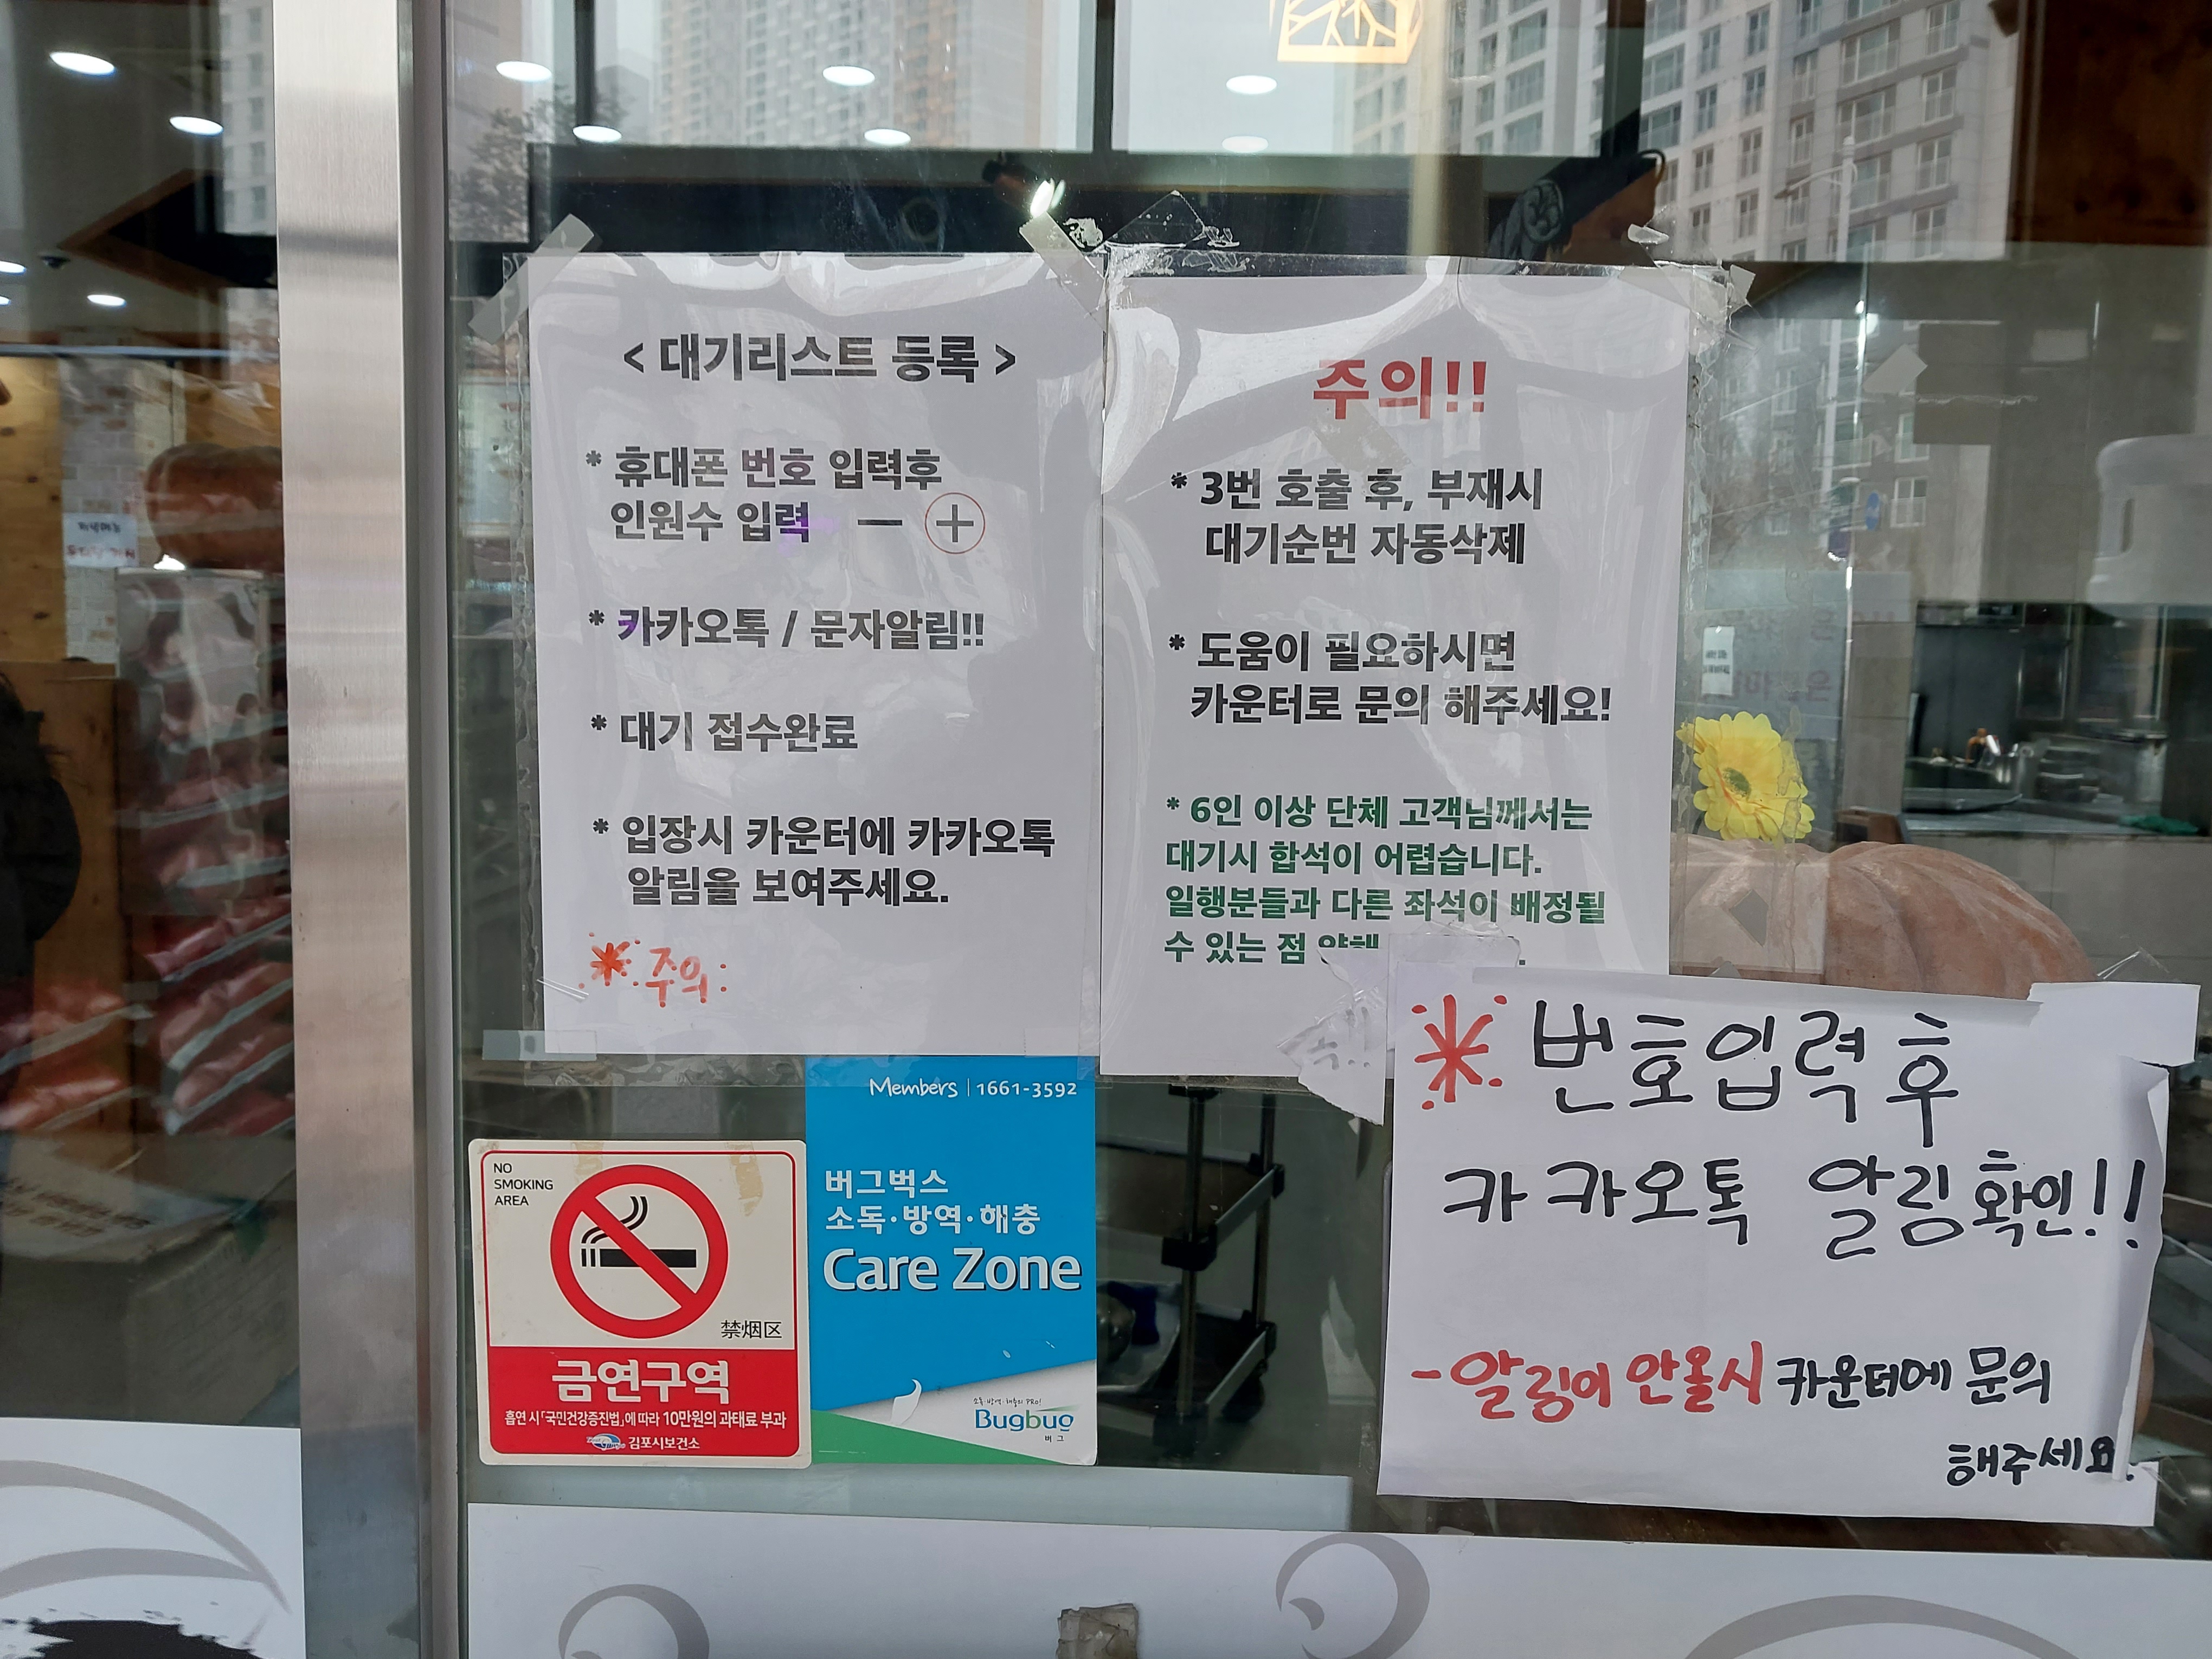 < 대기리스트 등록 >
* 휴대폰 번호 입력후
인원수 입력 — +
* 카카오톡 / 문자알림!!
* 대기 접수완료
* 입장시 카운터에 카카오톡
알림을 보여주세요.
* 주의:
주의!!
* 3번 호출 후, 부재시
대기순번 자동삭제
* 도움이 필요하시면
카운터로 문의 해주세요!
* 6인 이상 단체 고객님께서는
대기시 합석이 어렵습니다.
일행분들과 다른 좌석이 배정될
수 있는 점
* 번호입력 후
카카오톡 알림 확인!!
- 알림이 안올시 카운터에 문의
해주세요.
Members | 1661-3592
버그벅스
소독·방역·해충
Care Zone
소독·방역·해충의 PRO!
Bugbug
버그
NO
SMOKING
AREA
禁烟区
금연구역
흡연 시 「국민건강증진법」에 따라 10만원의 과태료 부과
김포시보건소